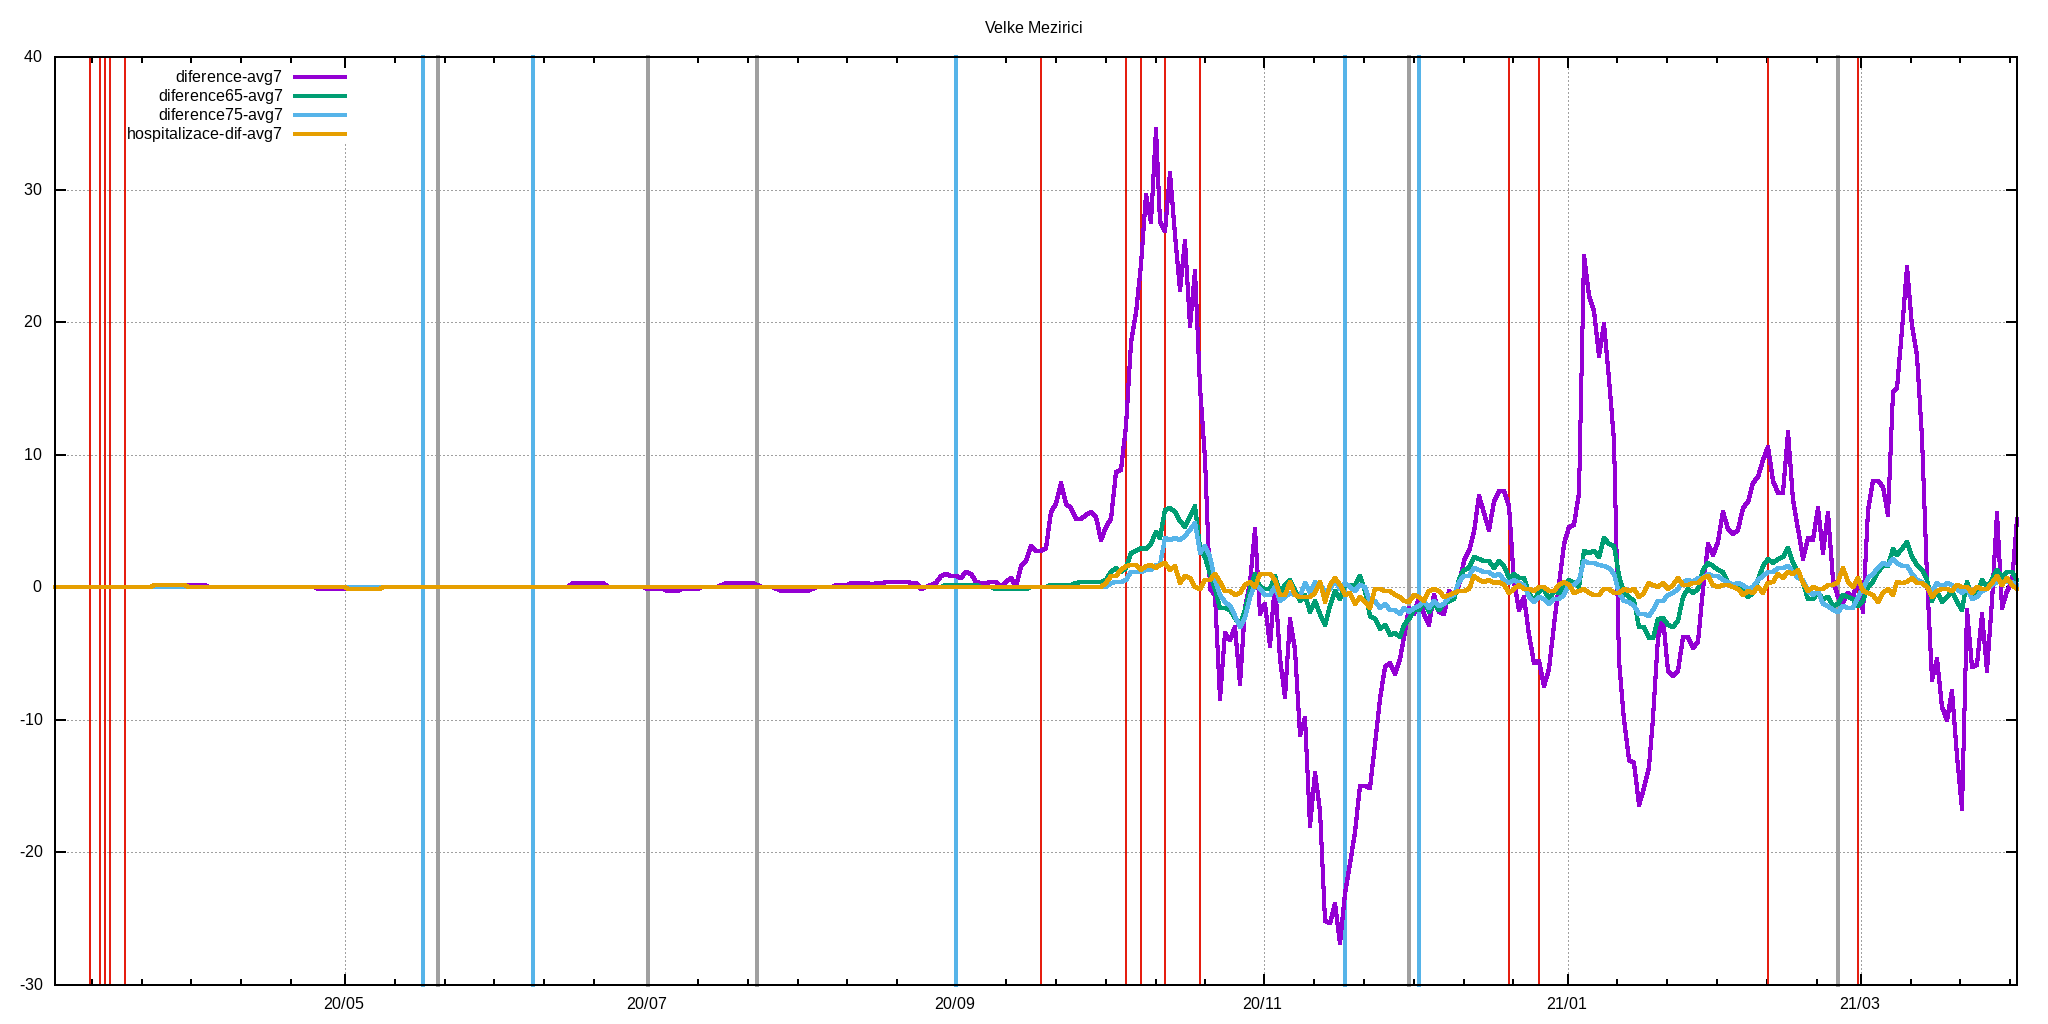 Velke Mezirici
40
diference-avg7
diference65-avg7
diference75-avg7
hospitalizace-dif-avg7
30
20
10
0
-10
-20
-30
20/05
20/07
20/09
20/11
21/01
21/03